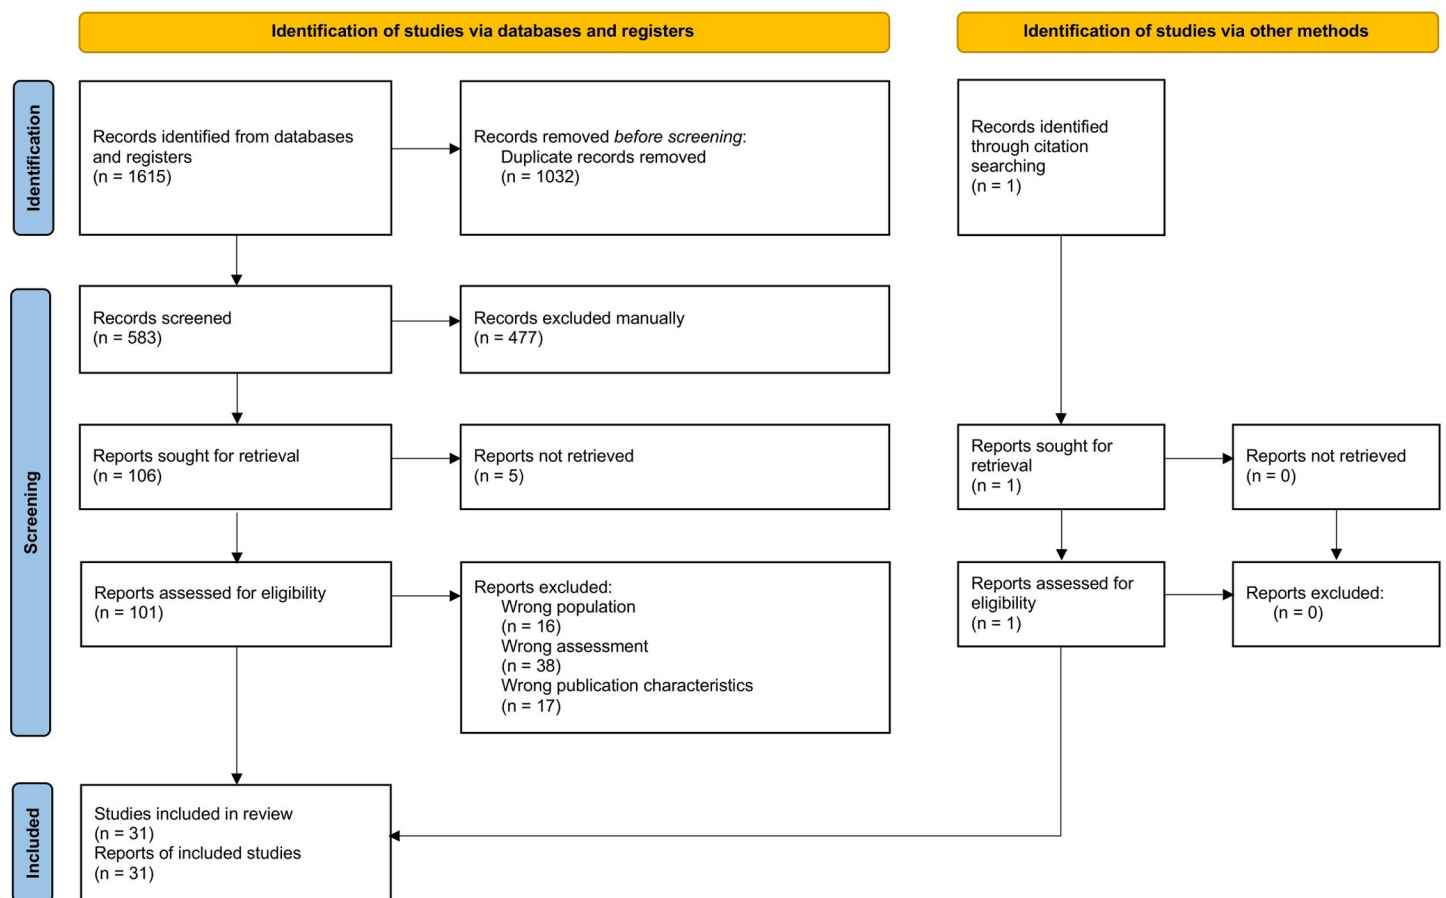 Identification of studies via databases and registers
Identification of studies via other methods
Identification
Records identified from databases
and registers
(n = 1615)
Records removed before screening:
Duplicate records removed
(n = 1032)
Records identified
through citation
searching
(n = 1)
Screening
Records screened
(n = 583)
Records excluded manually
(n = 477)
Reports sought for retrieval
(n = 106)
Reports not retrieved
(n = 5)
Reports sought for
retrieval
(n = 1)
Reports not retrieved
(n = 0)
Reports assessed for eligibility
(n = 101)
Reports excluded:
Wrong population
(n = 16)
Wrong assessment
(n = 38)
Wrong publication characteristics
(n = 17)
Reports assessed for
eligibility
(n = 1)
Reports excluded:
(n = 0)
Included
Studies included in review
(n = 31)
Reports of included studies
(n = 31)